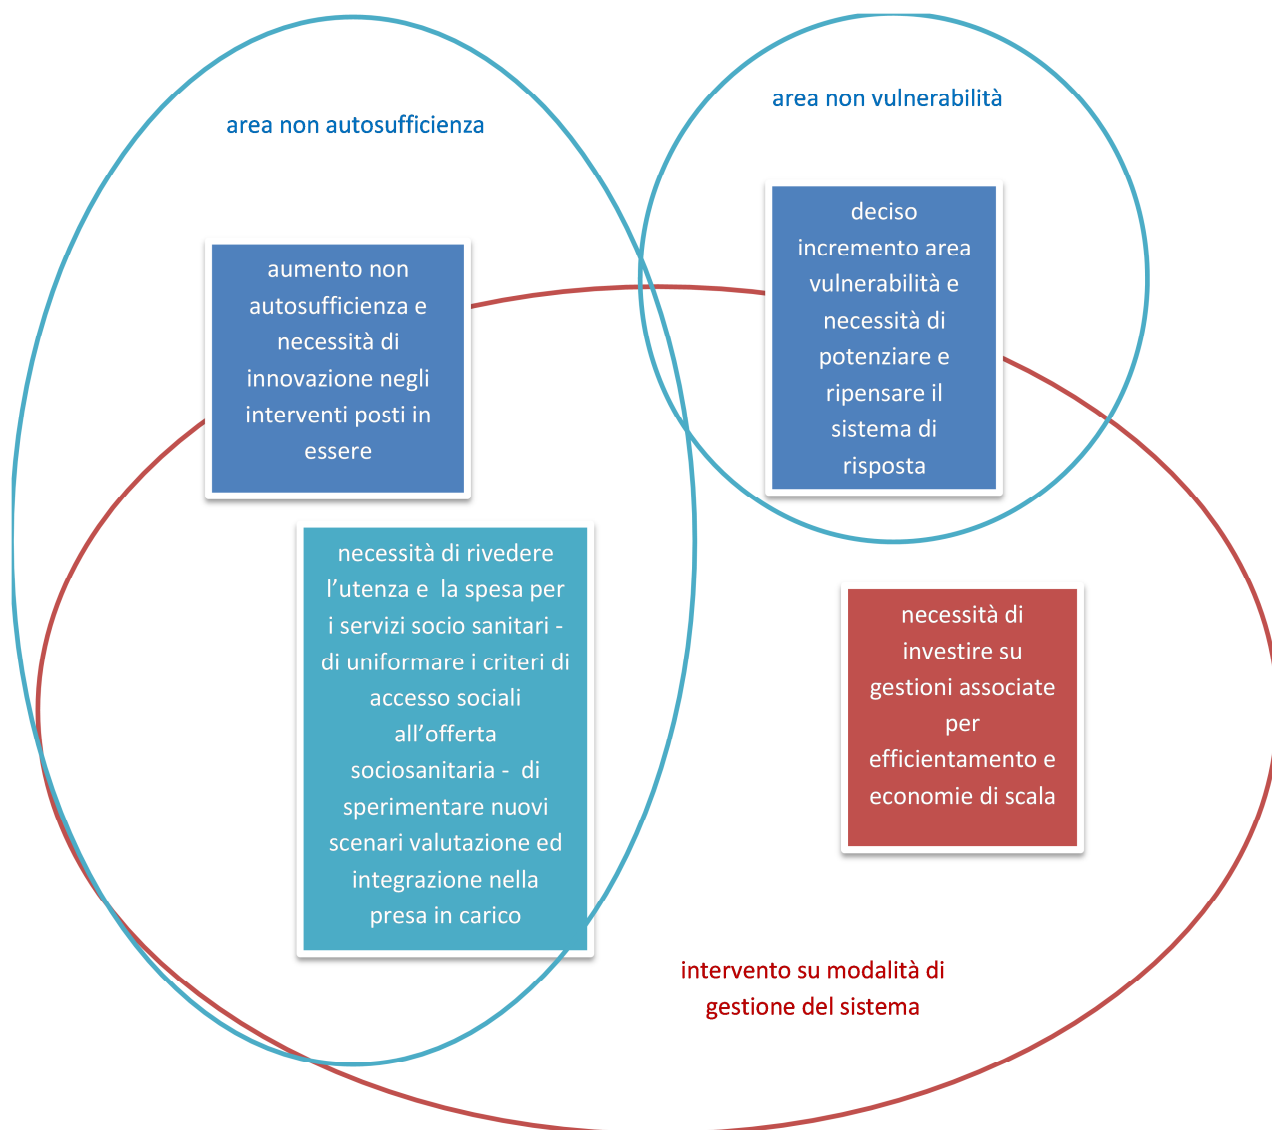 area non autosufficienza
area non vulnerabilità
aumento non
autosufficienza e
necessità di
innovazione negli
interventi posti in
essere
deciso
incremento area
vulnerabilità e
necessità di
potenziare e
ripensare il
sistema di
risposta
necessità di rivedere
l’utenza e  la spesa per
i servizi socio sanitari -
di uniformare i criteri di
accesso sociali
all’offerta
sociosanitaria -  di
sperimentare nuovi
scenari valutazione ed
integrazione nella
presa in carico
necessità di
investire su
gestioni associate
per
efficientamento e
economie di scala
intervento su modalità di
gestione del sistema